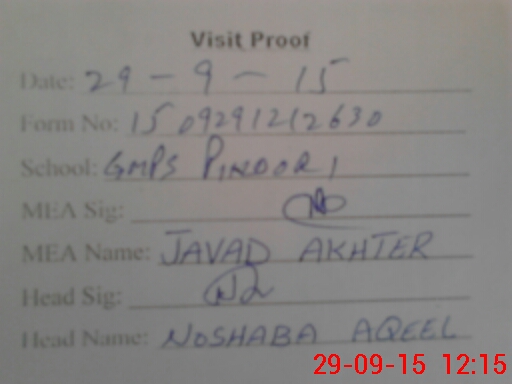 Visit Proof
Date: 29 - 9 - 15
Form No: 1509291212630
School: GMPS PINDORI
MEA Sig:
MEA Name: JAVAD AKHTER
Head Sig:
Head Name: NOSHABA AQEEL
29-09-15 12:15